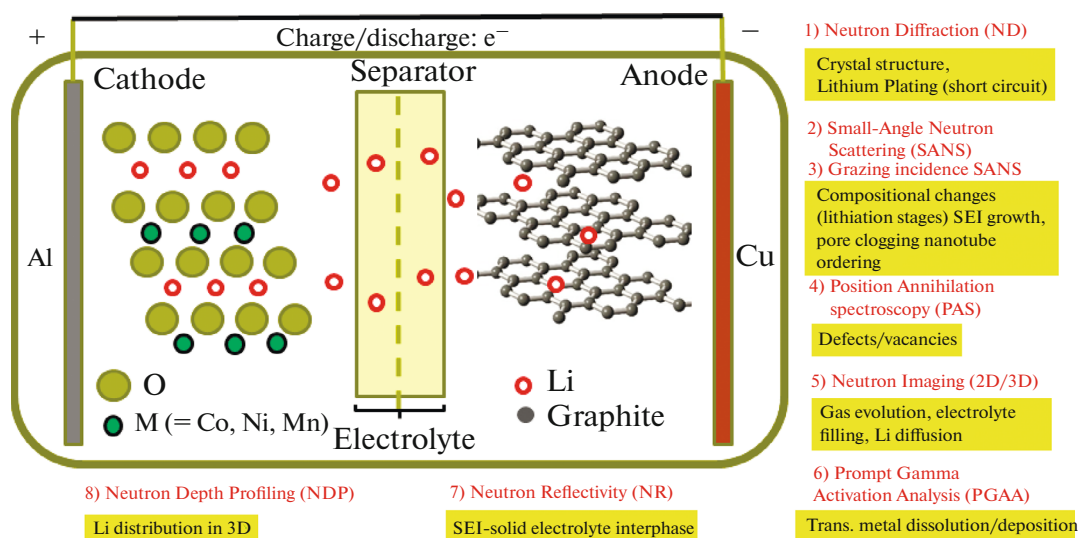 +
Charge/discharge: e⁻
−
Cathode
Separator
Anode
Al
Cu
O
M (= Co, Ni, Mn)
Electrolyte
Li
Graphite
1) Neutron Diffraction (ND)
Crystal structure,
Lithium Plating (short circuit)
2) Small-Angle Neutron
Scattering (SANS)
3) Grazing incidence SANS
Compositional changes
(lithiation stages) SEI growth,
pore clogging nanotube
ordering
4) Position Annihilation
spectroscopy (PAS)
Defects/vacancies
5) Neutron Imaging (2D/3D)
Gas evolution, electrolyte
filling, Li diffusion
6) Prompt Gamma
Activation Analysis (PGAA)
Trans. metal dissolution/deposition
7) Neutron Reflectivity (NR)
SEI-solid electrolyte interphase
8) Neutron Depth Profiling (NDP)
Li distribution in 3D